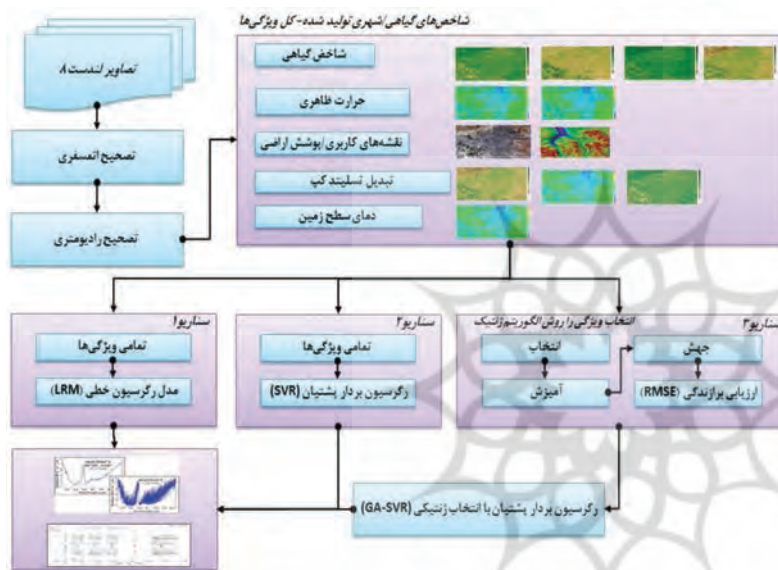 شاخص‌های گیاهی/شهری تولید شده-کل ویژگی‌ها
تصاویر لندست ۸
تصحیح اتمسفری
تصحیح رادیومتری
شاخص گیاهی
حرارت ظاهری
نقشه‌های کاربری/پوشش اراضی
تبدیل تسلیتد کپ
دمای سطح زمین
سناریو۱
تمامی ویژگی‌ها
مدل رگرسیون خطی (LRM)
سناریو۲
تمامی ویژگی‌ها
رگرسیون بردار پشتیان (SVR)
سناریو۳
انتخاب ویژگی را روش الگوریتم ژنتیک
انتخاب
جهش
آمیزش
ارزیابی برازندگی (RMSE)
رگرسیون بردار پشتیان با انتخاب ژنتیکی (GA-SVR)